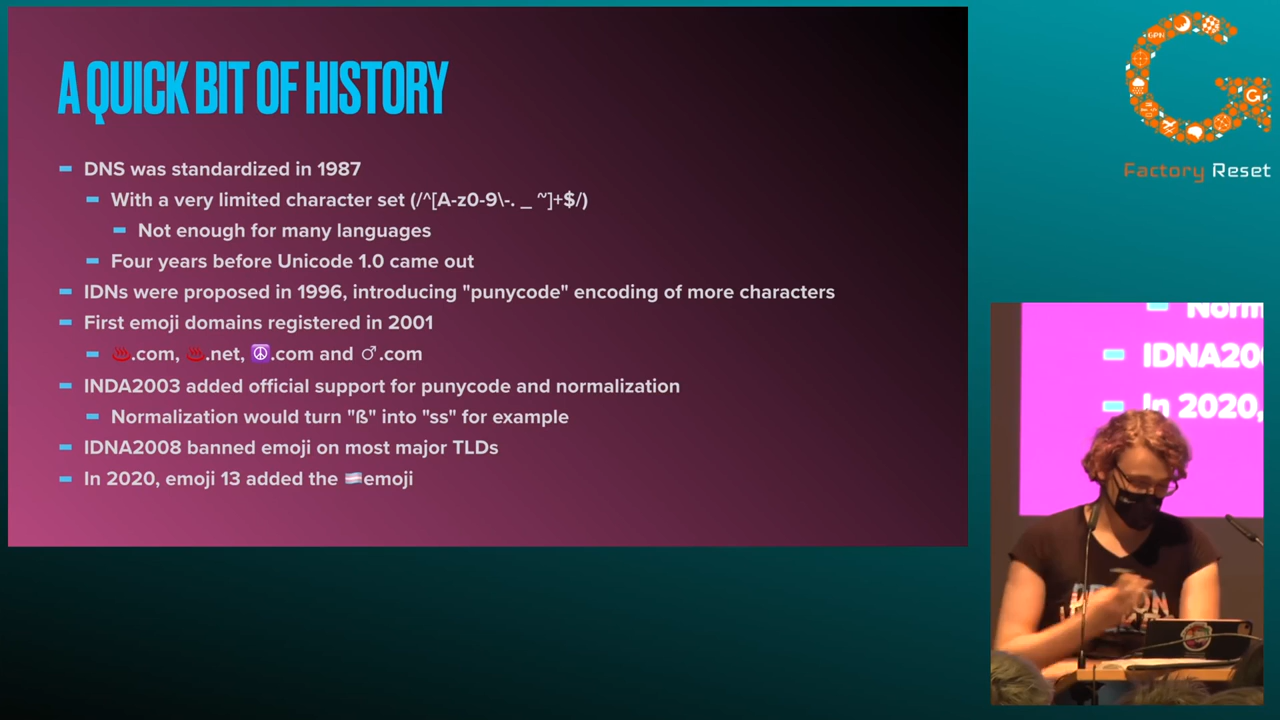 A QUICK BIT OF HISTORY
DNS was standardized in 1987
With a very limited character set (/^[A-z0-9\-. _ ~]+$/)
Not enough for many languages
Four years before Unicode 1.0 came out
IDNs were proposed in 1996, introducing "punycode" encoding of more characters
First emoji domains registered in 2001
♨️.com, ♨️.net, ☮️.com and ♂.com
INDA2003 added official support for punycode and normalization
Normalization would turn "ß" into "ss" for example
IDNA2008 banned emoji on most major TLDs
In 2020, emoji 13 added the 🏳️‍⚧️emoji
GPN
G
Factory Reset
Norm
IDNA200
In 2020,